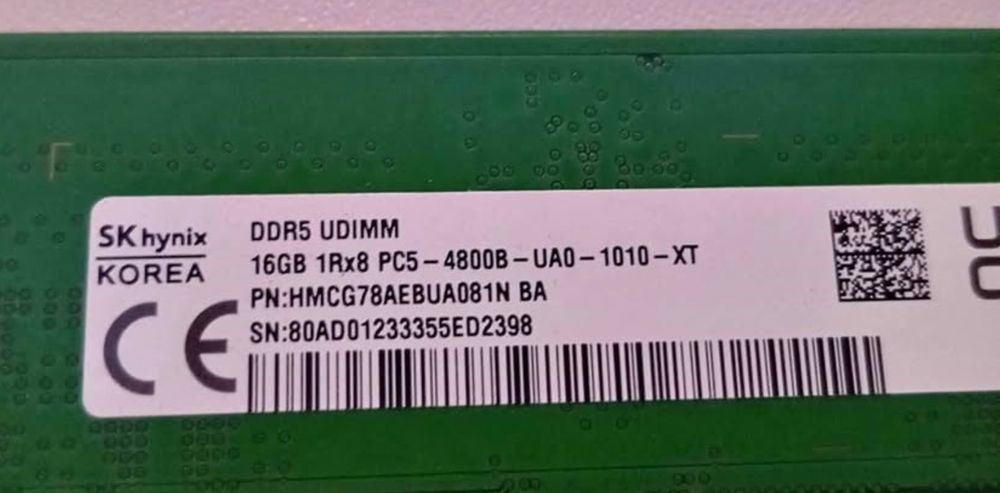 SK hynix
KOREA
DDR5 UDIMM
16GB 1Rx8 PC5-4800B-UA0-1010-XT
PN:HMCG78AEBUA081N BA
SN:80AD01233355ED2398
CE